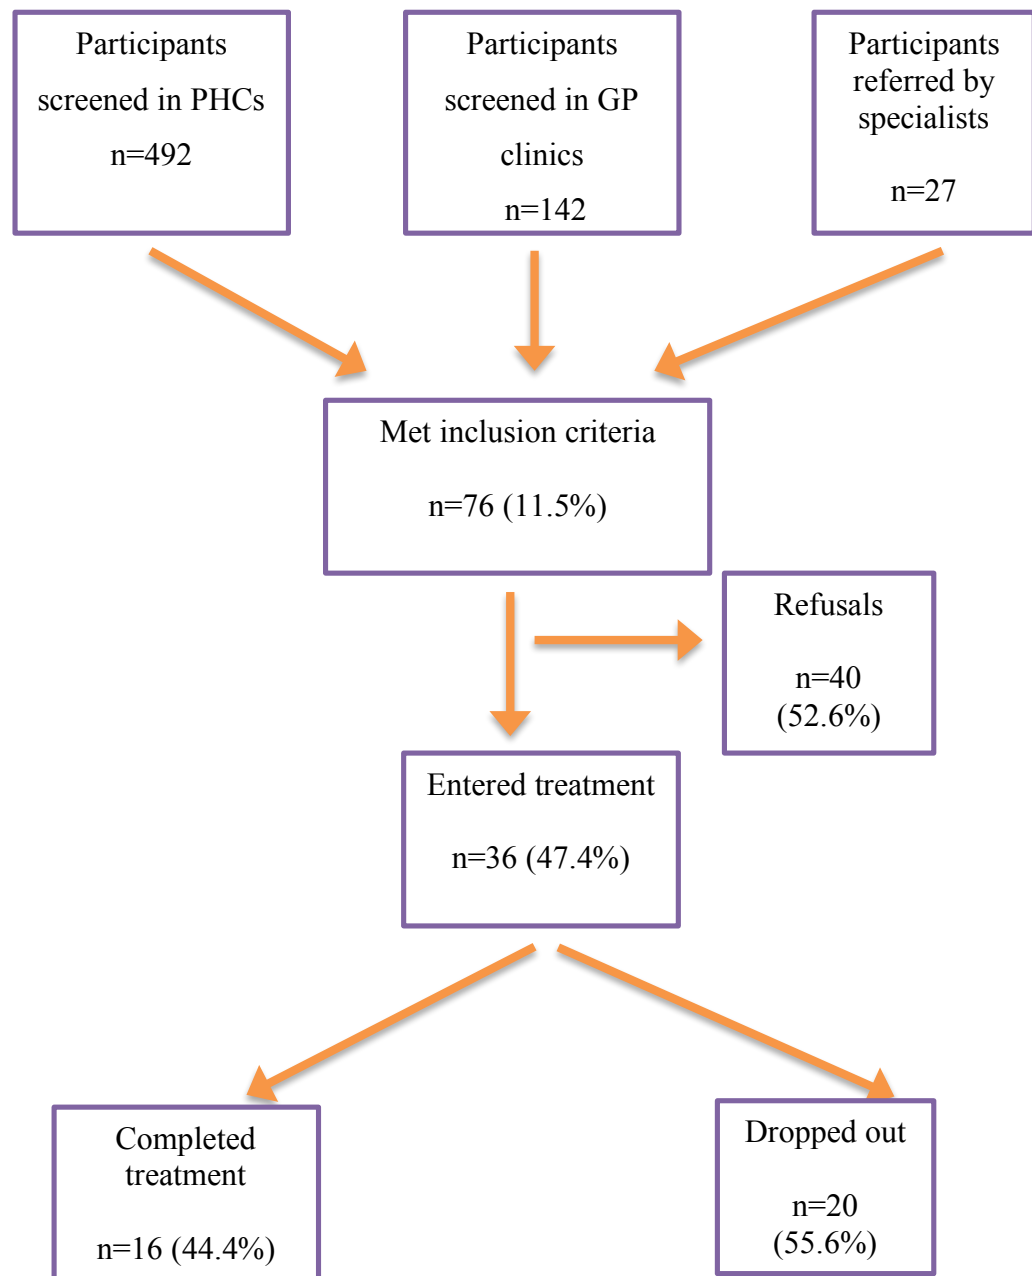 Participants
screened in PHCs
n=492
Participants
screened in GP
clinics
n=142
Participants
referred by
specialists
n=27
Met inclusion criteria
n=76 (11.5%)
Refusals
n=40
(52.6%)
Entered treatment
n=36 (47.4%)
Completed
treatment
n=16 (44.4%)
Dropped out
n=20
(55.6%)